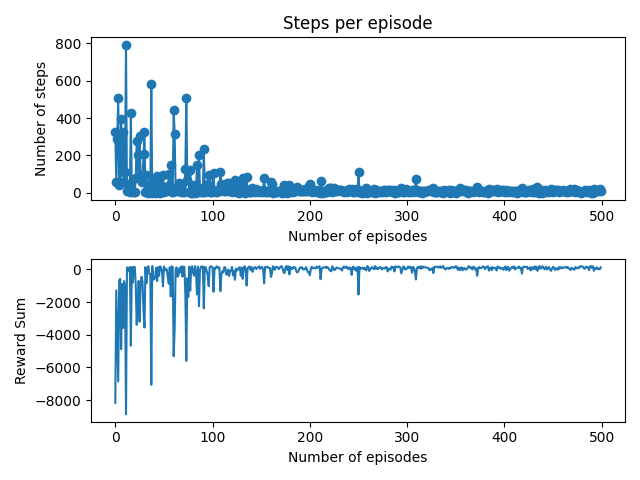 Steps per episode
Number of steps
800
600
400
200
0
0 100 200 300 400 500
Number of episodes
Reward Sum
0
−2000
−4000
−6000
−8000
0 100 200 300 400 500
Number of episodes